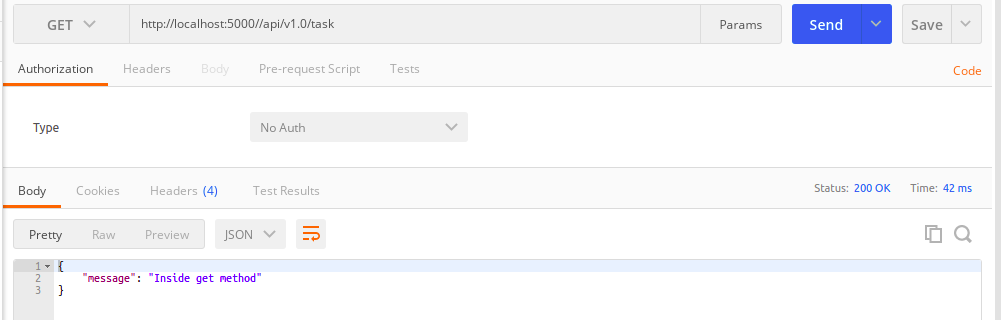 GET http://localhost:5000//api/v1.0/task Params Send Save
Authorization Headers Body Pre-request Script Tests Code
Type No Auth
Body Cookies Headers (4) Test Results Status: 200 OK Time: 42 ms
Pretty Raw Preview JSON
1 {
2 "message": "Inside get method"
3 }